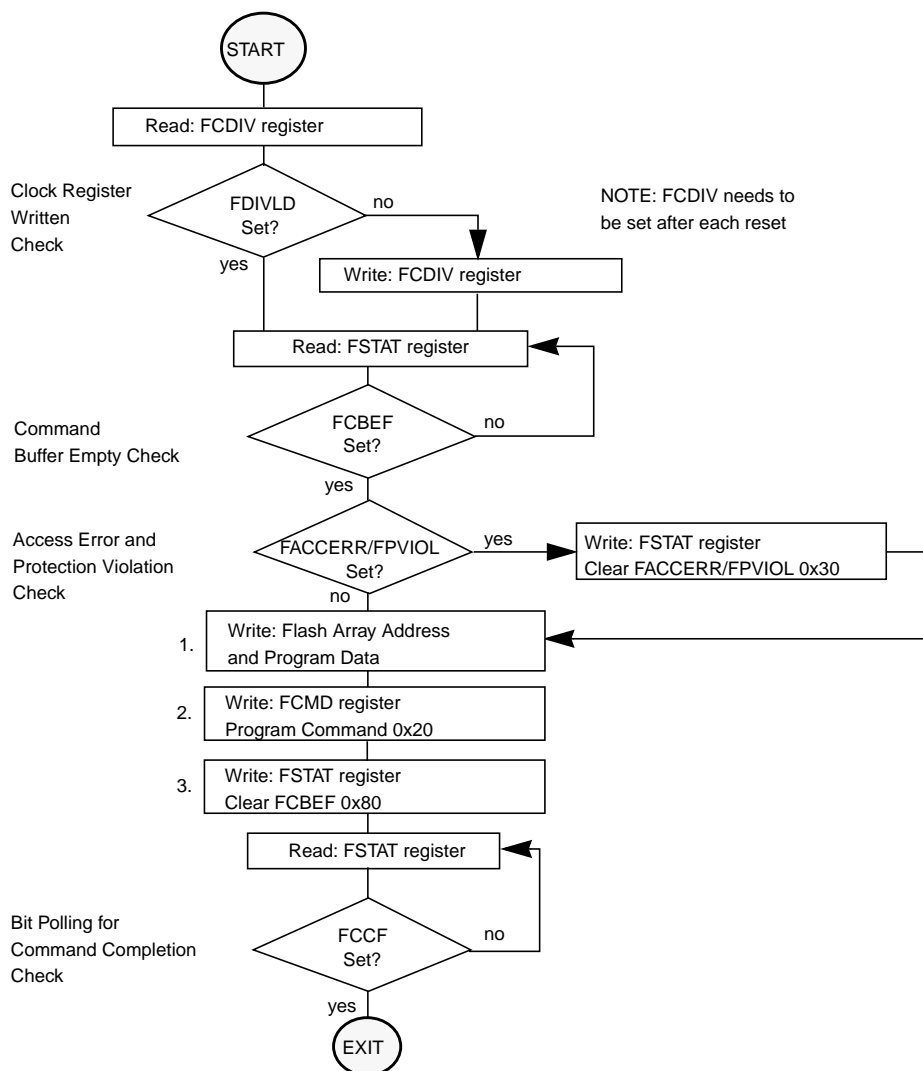 START
Read: FCDIV register
Clock Register
Written
Check
FDIVLD
Set?
no
yes
NOTE: FCDIV needs to
be set after each reset
Write: FCDIV register
Read: FSTAT register
Command
Buffer Empty Check
FCBEF
Set?
no
yes
Access Error and
Protection Violation
Check
FACCERR/FPVIOL
Set?
yes
no
Write: FSTAT register
Clear FACCERR/FPVIOL 0x30
1.
Write: Flash Array Address
and Program Data
2.
Write: FCMD register
Program Command 0x20
3.
Write: FSTAT register
Clear FCBEF 0x80
Read: FSTAT register
Bit Polling for
Command Completion
Check
FCCF
Set?
no
yes
EXIT